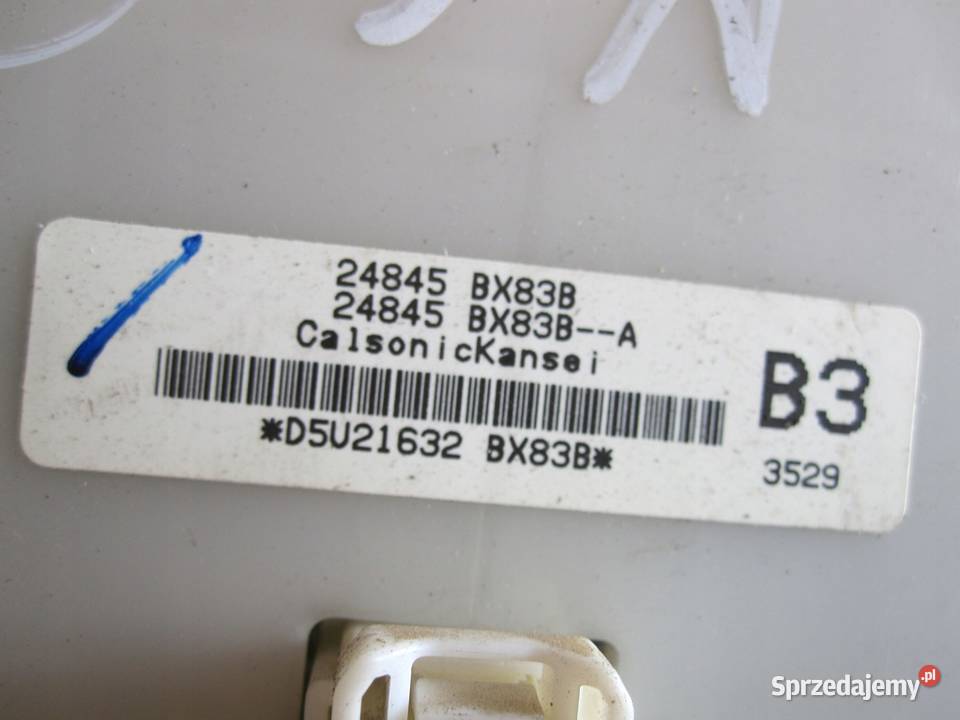 24845 BX83B
24845 BX83B--A
CalsonicKansei
B3
*D5U21632 BX83B*
3529
Sprzedajemy.pl